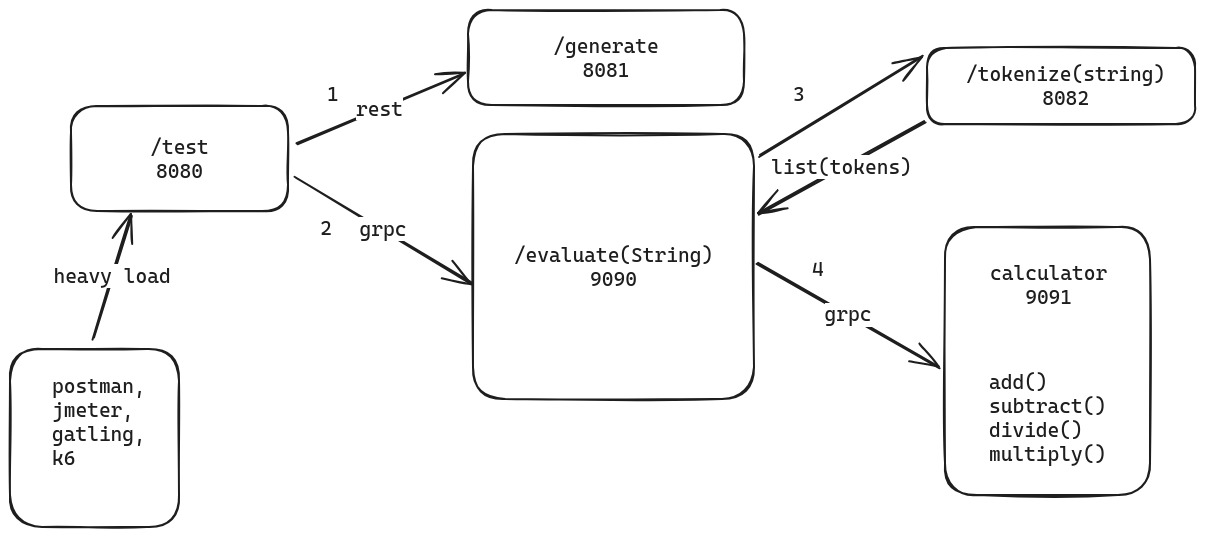 /generate
8081
/tokenize(string)
8082
3
1
rest
/test
8080
list(tokens)
2
grpc
/evaluate(String)
9090
heavy load
4
grpc
calculator
9091
add()
subtract()
divide()
multiply()
postman,
jmeter,
gatling,
k6